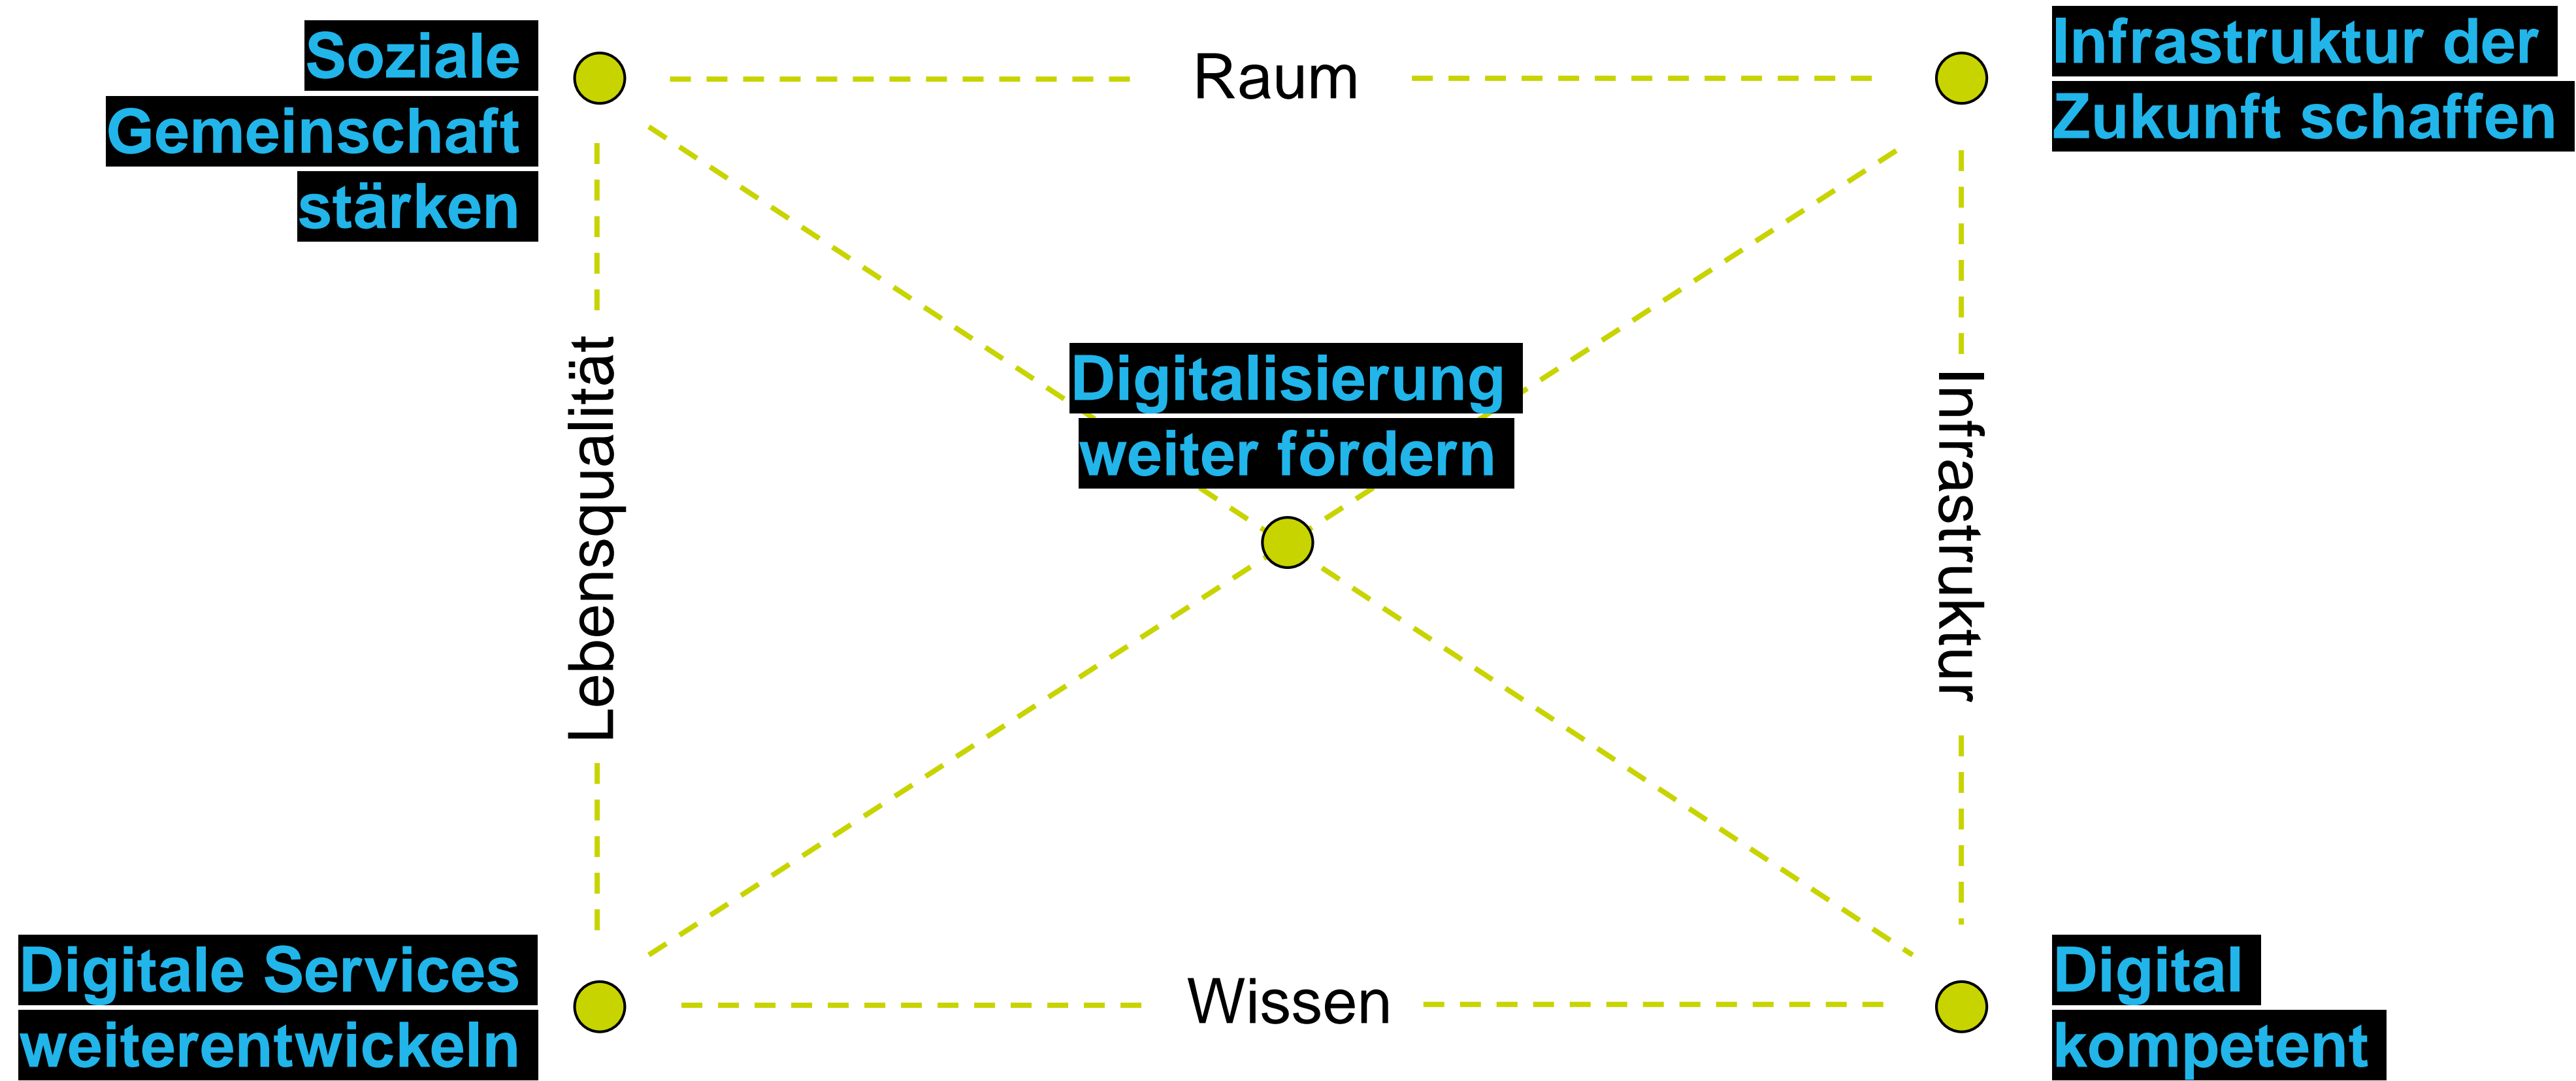 Soziale
Gemeinschaft
stärken
Raum
Infrastruktur der
Zukunft schaffen
Lebensqualität
Digitalisierung
weiter fördern
Infrastruktur
Digitale Services
weiterentwickeln
Wissen
Digital
kompetent